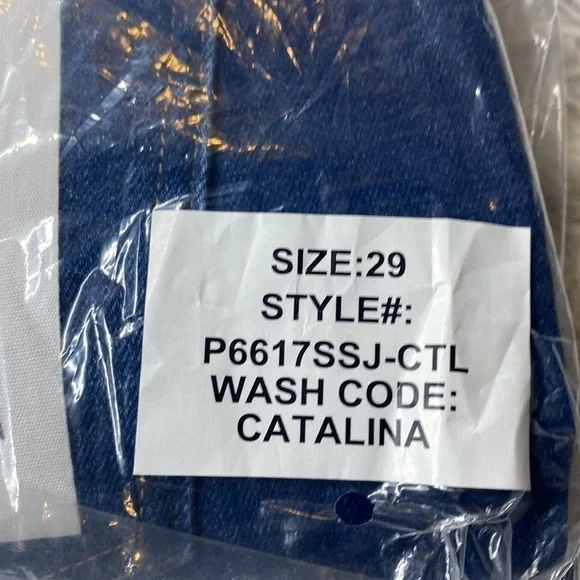 SIZE:29
STYLE#:
P6617SSJ-CTL
WASH CODE:
CATALINA